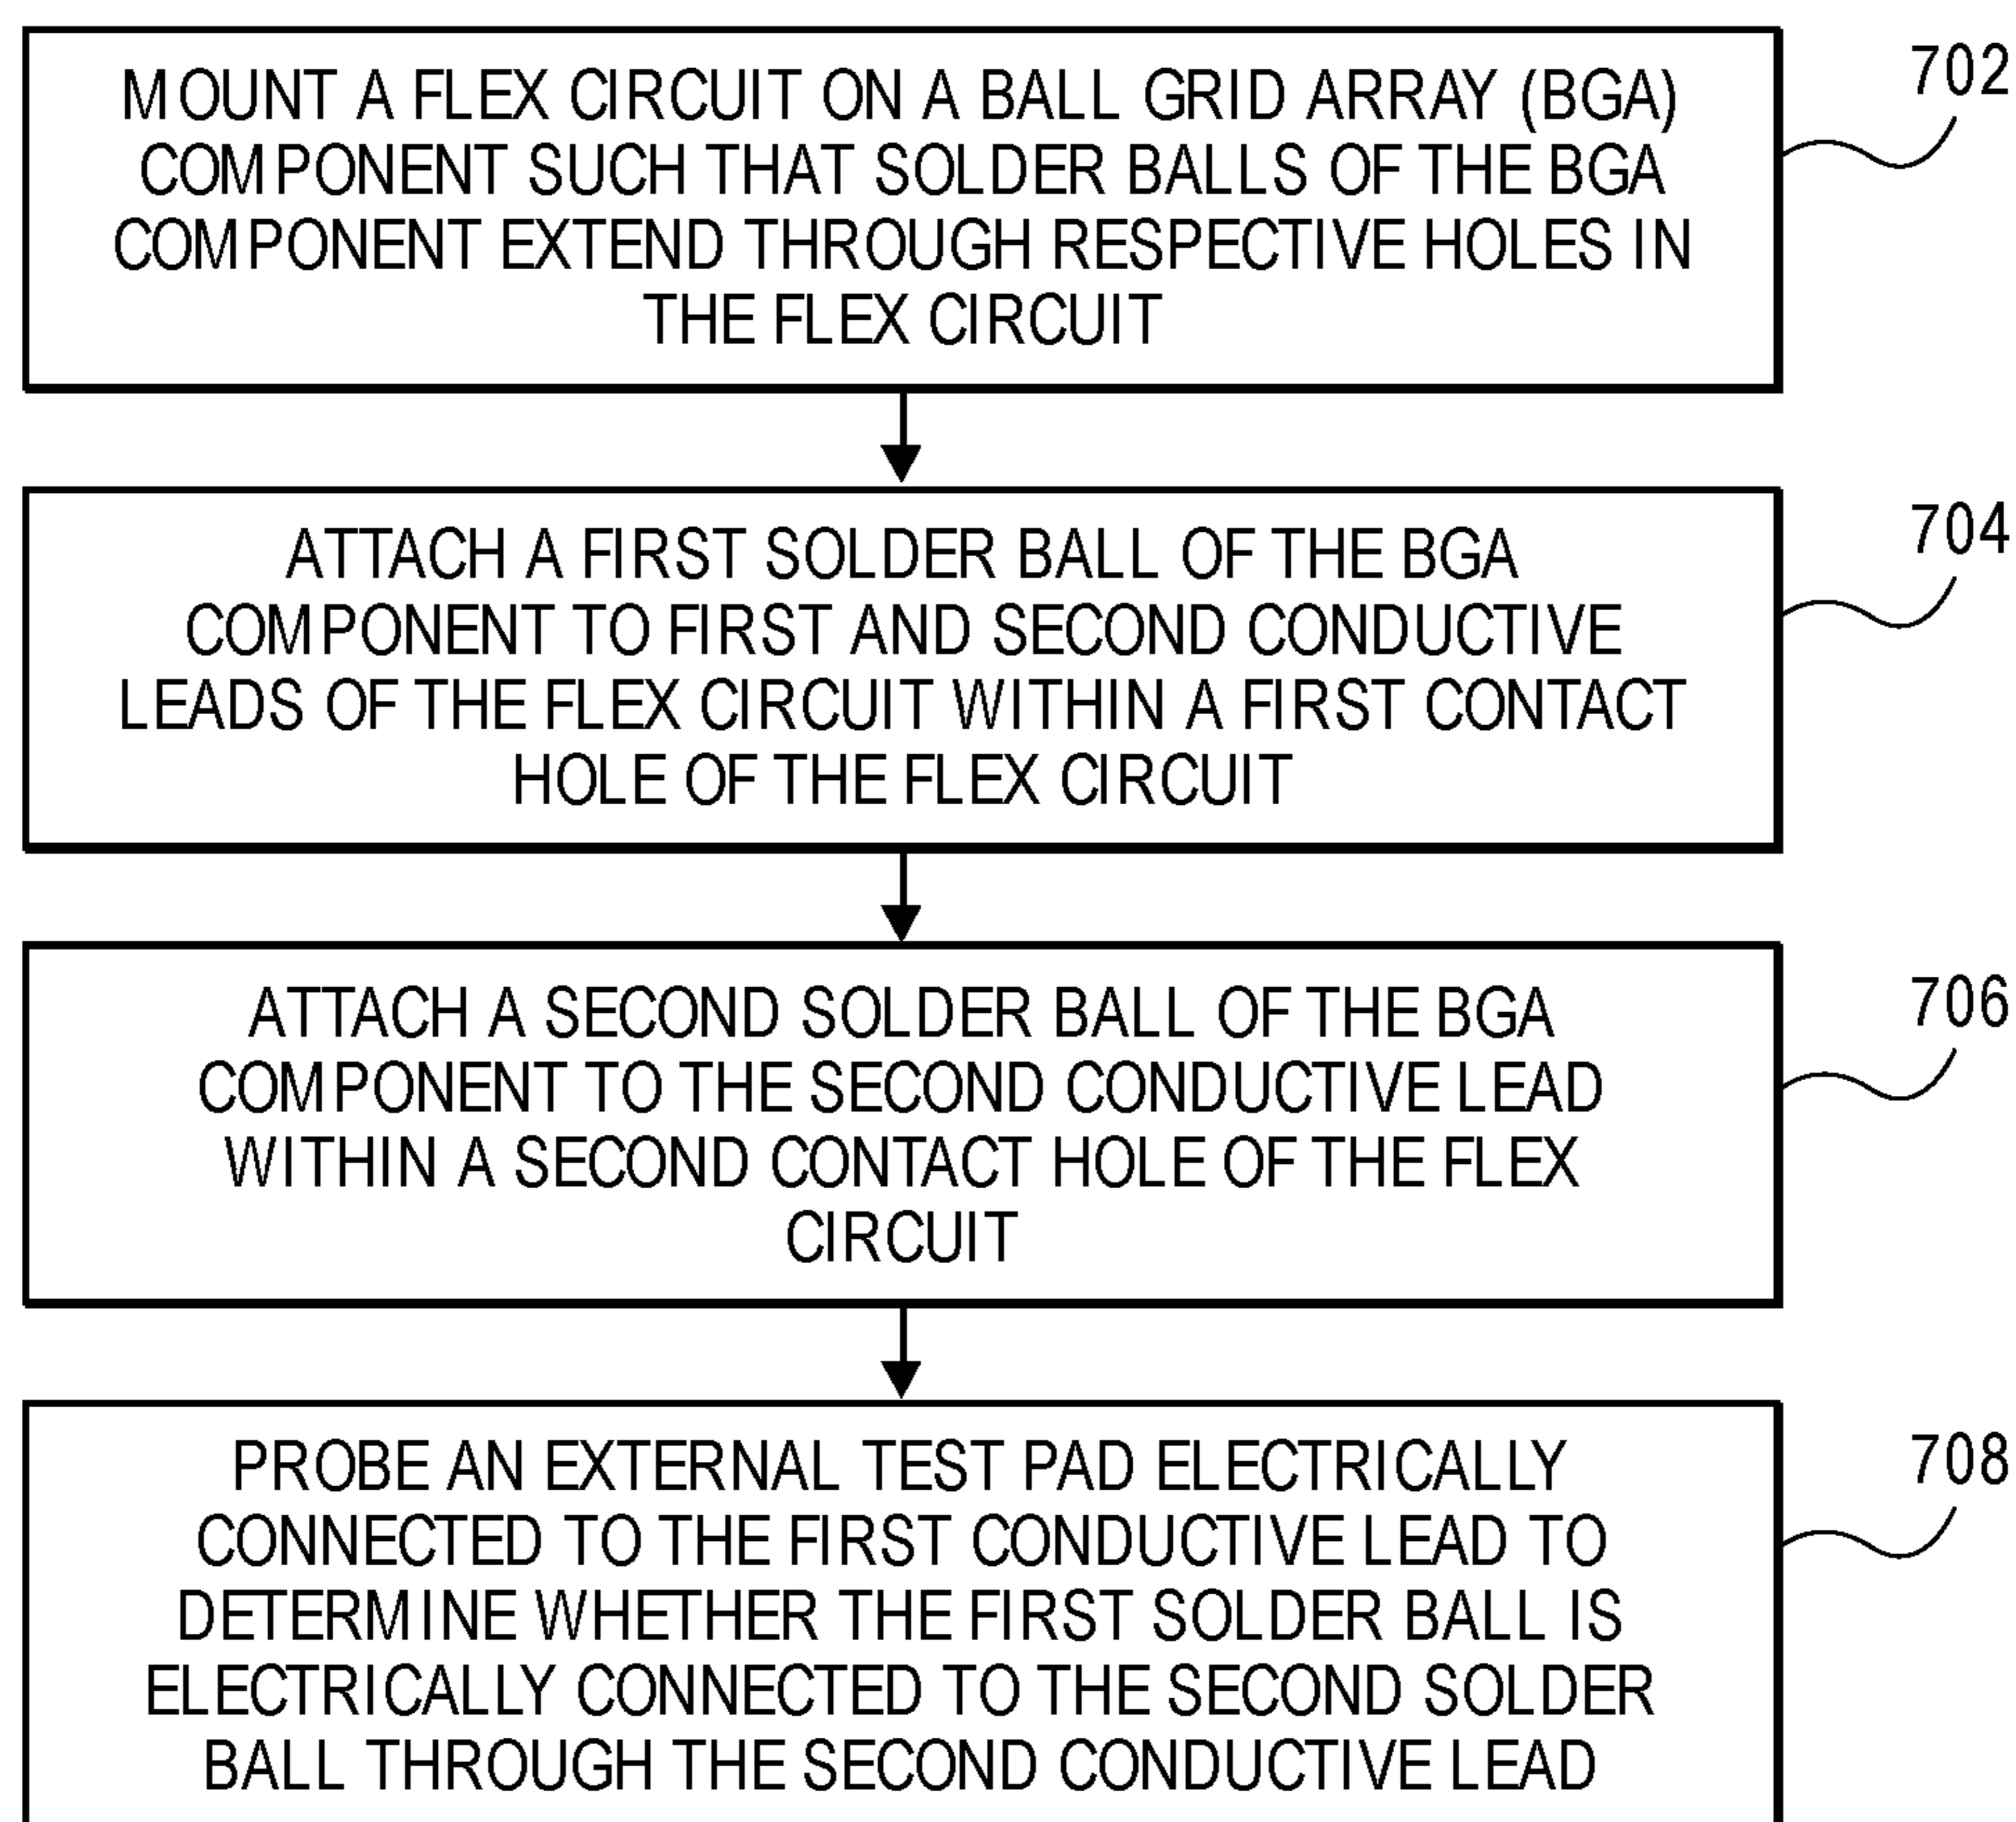 MOUNT A FLEX CIRCUIT ON A BALL GRID ARRAY (BGA)
COMPONENT SUCH THAT SOLDER BALLS OF THE BGA
COMPONENT EXTEND THROUGH RESPECTIVE HOLES IN
THE FLEX CIRCUIT
702
ATTACH A FIRST SOLDER BALL OF THE BGA
COMPONENT TO FIRST AND SECOND CONDUCTIVE
LEADS OF THE FLEX CIRCUIT WITHIN A FIRST CONTACT
HOLE OF THE FLEX CIRCUIT
704
ATTACH A SECOND SOLDER BALL OF THE BGA
COMPONENT TO THE SECOND CONDUCTIVE LEAD
WITHIN A SECOND CONTACT HOLE OF THE FLEX
CIRCUIT
706
PROBE AN EXTERNAL TEST PAD ELECTRICALLY
CONNECTED TO THE FIRST CONDUCTIVE LEAD TO
DETERMINE WHETHER THE FIRST SOLDER BALL IS
ELECTRICALLY CONNECTED TO THE SECOND SOLDER
BALL THROUGH THE SECOND CONDUCTIVE LEAD
708